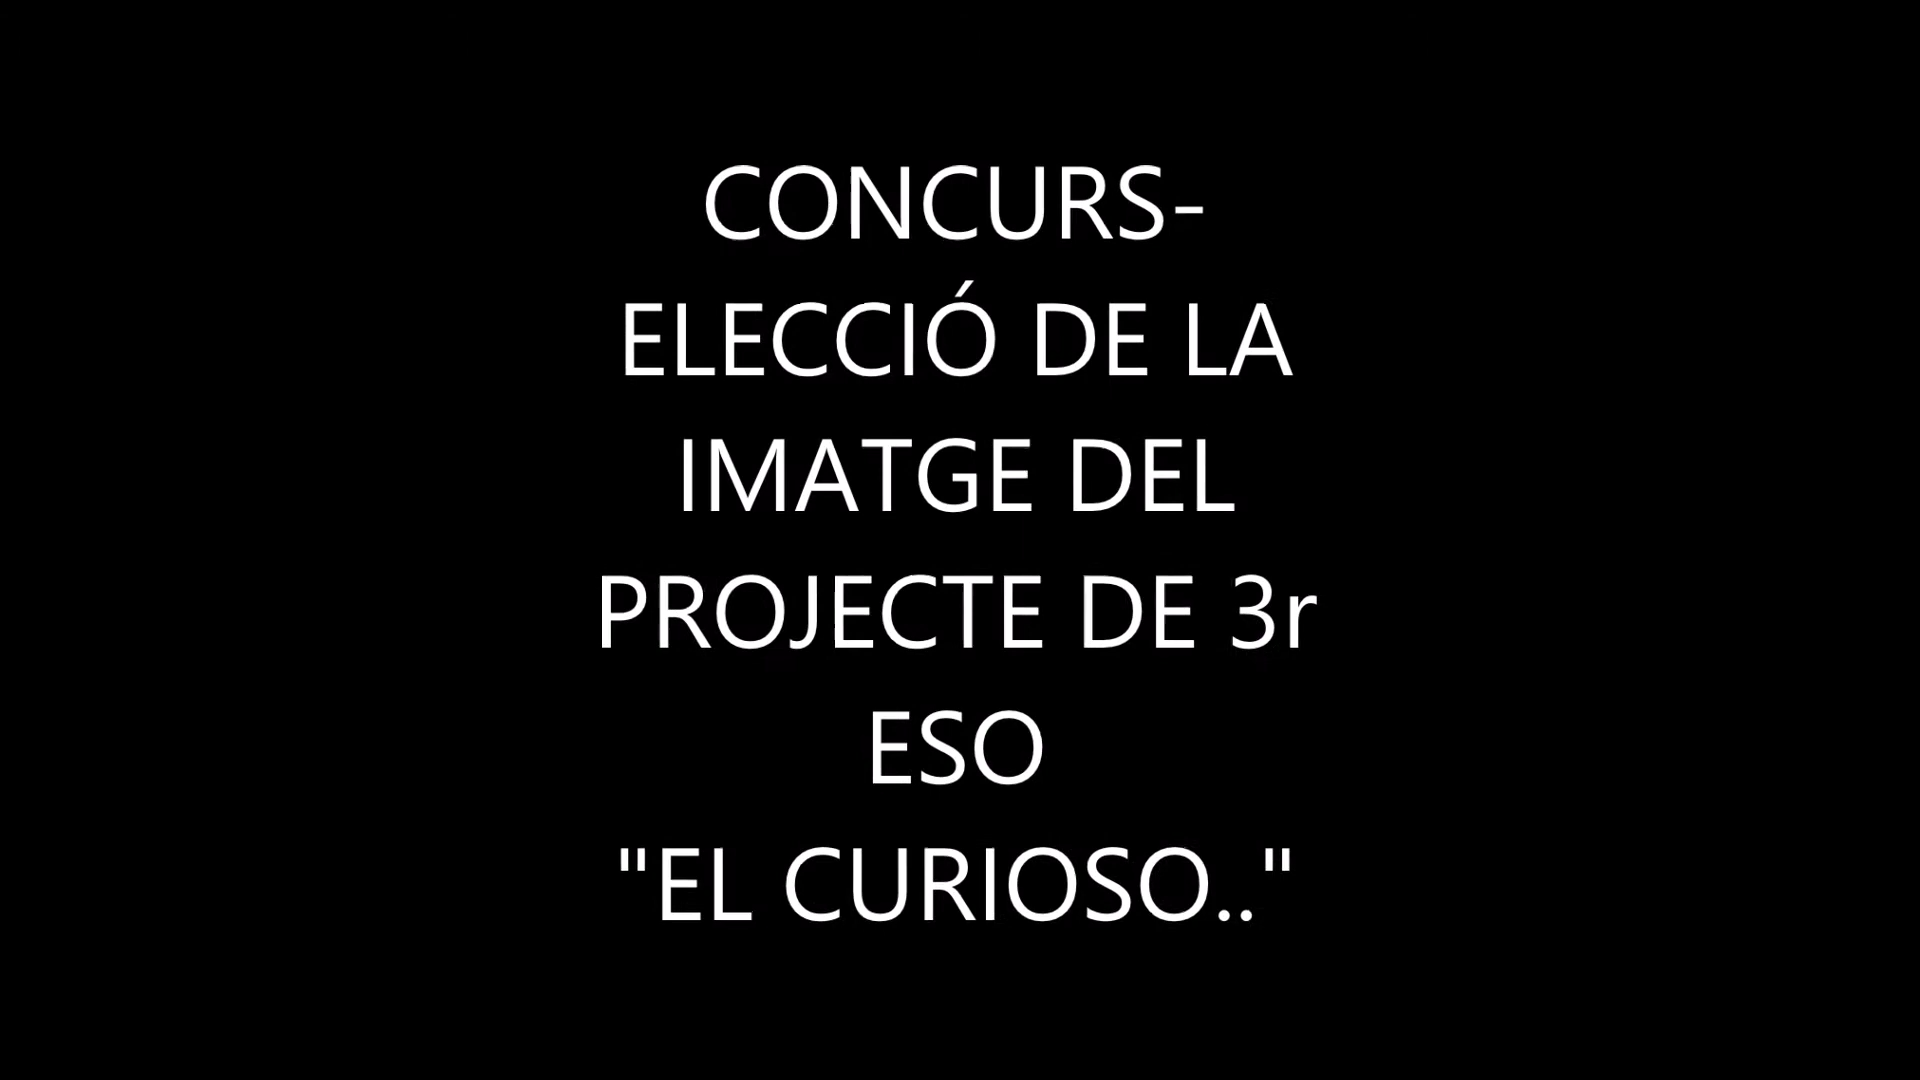 CONCURS-
ELECCIÓ DE LA
IMATGE DEL
PROJECTE DE 3r
ESO
"EL CURIOSO.."